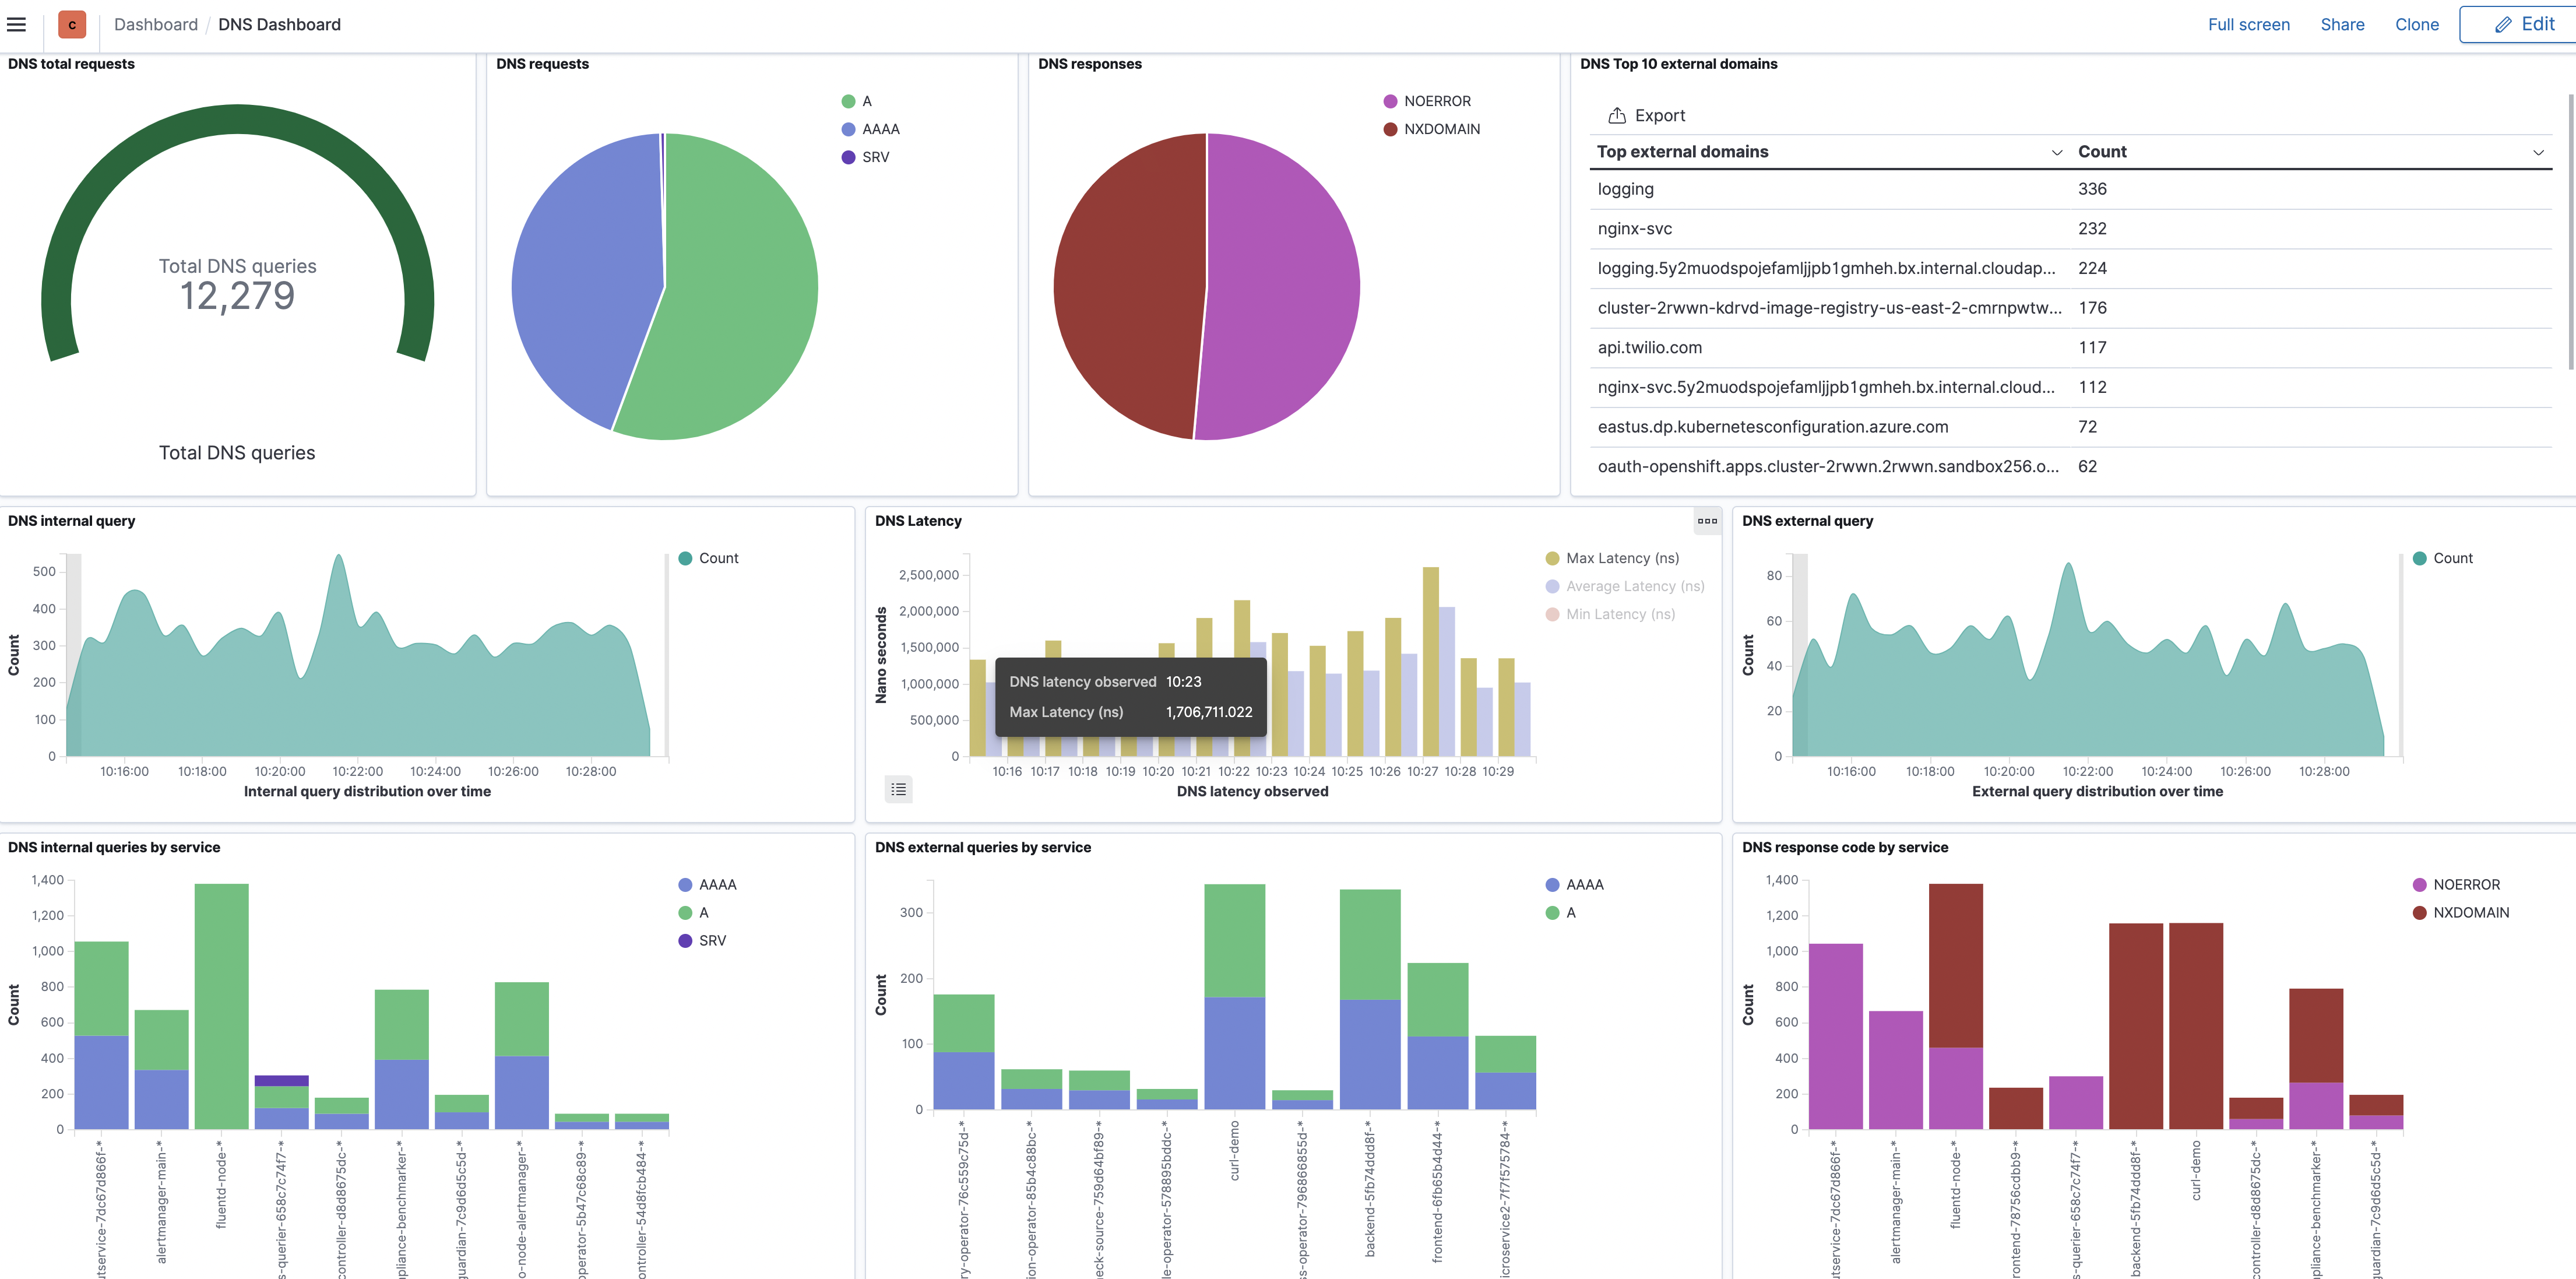 c Dashboard / DNS Dashboard Full screen Share Clone Edit
DNS total requests
Total DNS queries
12,279
Total DNS queries
DNS requests
A
AAAA
SRV
DNS responses
NOERROR
NXDOMAIN
DNS Top 10 external domains
Export
Top external domains Count
logging 336
nginx-svc 232
logging.5y2muodspojefamljjpb1gmheh.bx.internal.cloudap... 224
cluster-2rwwn-kdrvd-image-registry-us-east-2-cmrnpwtw... 176
api.twilio.com 117
nginx-svc.5y2muodspojefamljjpb1gmheh.bx.internal.cloud... 112
eastus.dp.kubernetesconfiguration.azure.com 72
oauth-openshift.apps.cluster-2rwwn.2rwwn.sandbox256.o... 62
DNS internal query
Count
500
400
300
200
100
0
Count
10:16:00 10:18:00 10:20:00 10:22:00 10:24:00 10:26:00 10:28:00
Internal query distribution over time
DNS Latency
Max Latency (ns)
Average Latency (ns)
Min Latency (ns)
2,500,000
2,000,000
1,500,000
1,000,000
500,000
0
Nano seconds
DNS latency observed 10:23
Max Latency (ns) 1,706,711.022
10:16 10:17 10:18 10:19 10:20 10:21 10:22 10:23 10:24 10:25 10:26 10:27 10:28 10:29
DNS latency observed
DNS external query
Count
80
60
40
20
0
Count
10:16:00 10:18:00 10:20:00 10:22:00 10:24:00 10:26:00 10:28:00
External query distribution over time
DNS internal queries by service
AAAA
A
SRV
1,400
1,200
1,000
800
600
400
200
0
Count
utservice-7dc67d866f-*
alertmanager-main-*
fluentd-node-*
s-querier-658c7c74f7-*
controller-d8d8675dc-*
pliance-benchmarker-*
guardian-7c9d6d5c5d-*
o-node-alertmanager-*
operator-5b47c68c89-*
ontroller-54d8fcb484-*
DNS external queries by service
AAAA
A
300
200
100
0
Count
ry-operator-76c559c75d-*
ion-operator-85b4c88bc-*
neck-source-759d64bf89-*
le-operator-578895bddc-*
curl-demo
ss-operator-796866855d-*
backend-5fb74ddd8f-*
frontend-6fb65b4d44-*
icroservice2-7f7f575784-*
DNS response code by service
NOERROR
NXDOMAIN
1,400
1,200
1,000
800
600
400
200
0
Count
utservice-7dc67d866f-*
alertmanager-main-*
fluentd-node-*
rontend-78756cdbb9-*
s-querier-658c7c74f7-*
backend-5fb74ddd8f-*
curl-demo
controller-d8d8675dc-*
pliance-benchmarker-*
guardian-7c9d6d5c5d-*